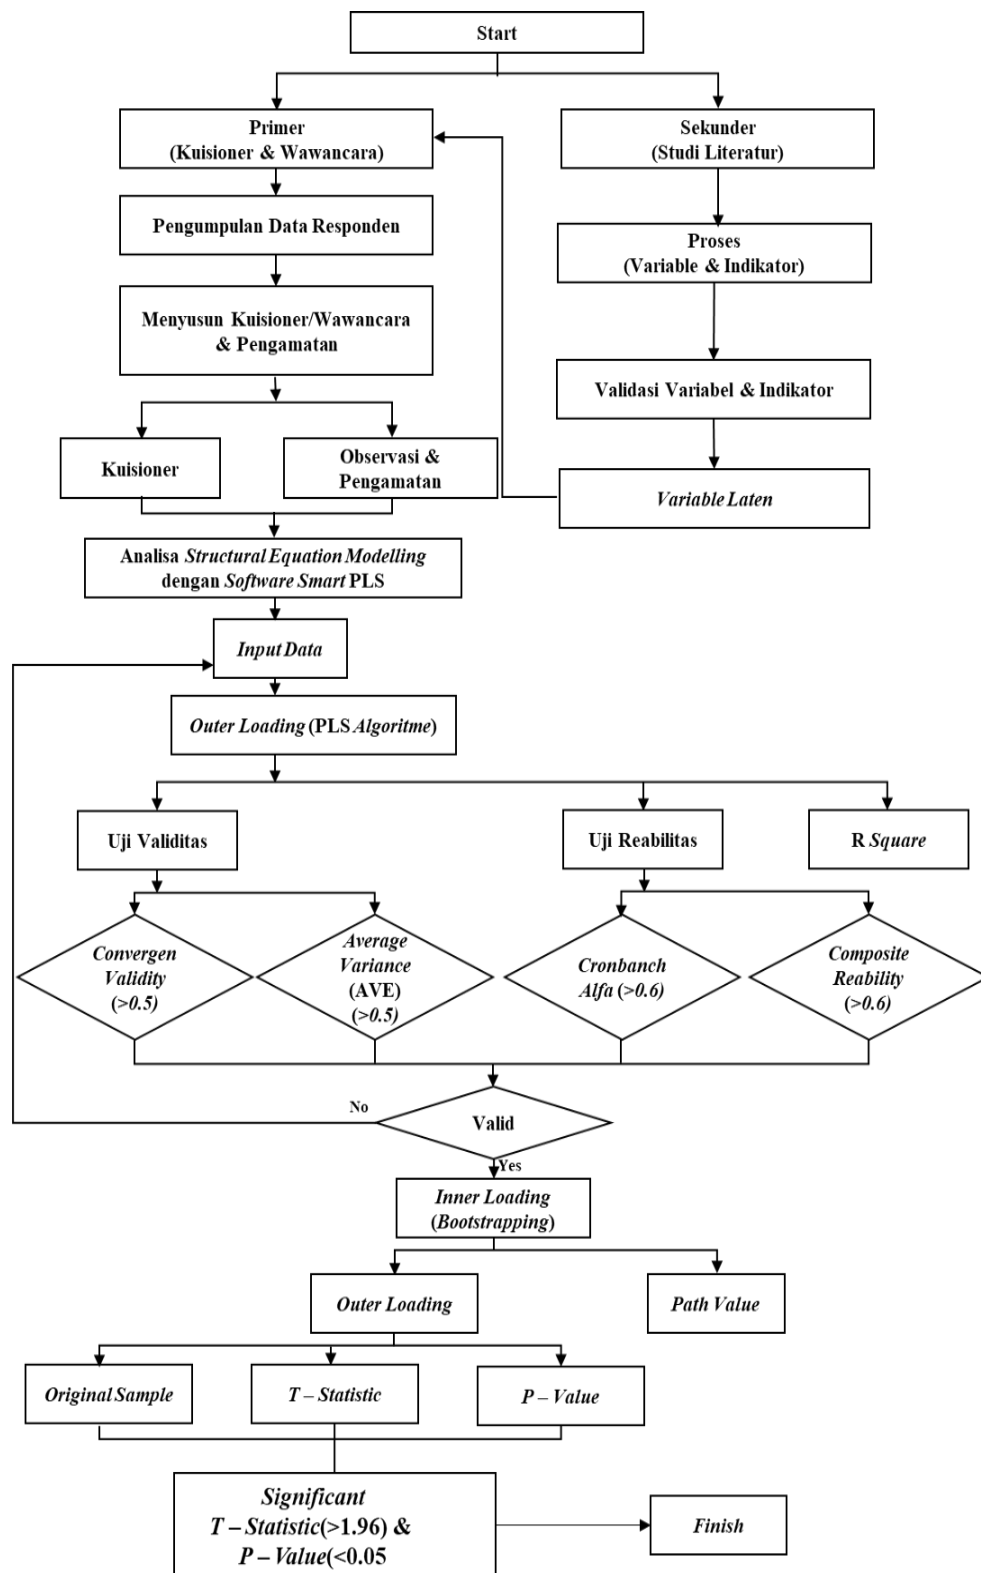 Start
Primer
(Kuisioner & Wawancara)
Sekunder
(Studi Literatur)
Pengumpulan Data Responden
Proses
(Variable & Indikator)
Menyusun Kuisioner/Wawancara
& Pengamatan
Validasi Variabel & Indikator
Kuisioner
Observasi &
Pengamatan
Variable Laten
Analisa Structural Equation Modelling
dengan Software Smart PLS
Input Data
Outer Loading (PLS Algoritme)
Uji Validitas
Uji Reabilitas
R Square
Convergen
Validity
(>0.5)
Average
Variance
(AVE)
(>0.5)
Cronbanch
Alfa (>0.6)
Composite
Reability
(>0.6)
No
Valid
Yes
Inner Loading
(Bootstrapping)
Outer Loading
Path Value
Original Sample
T – Statistic
P – Value
Significant
T – Statistic(>1.96) &
P – Value(<0.05
Finish